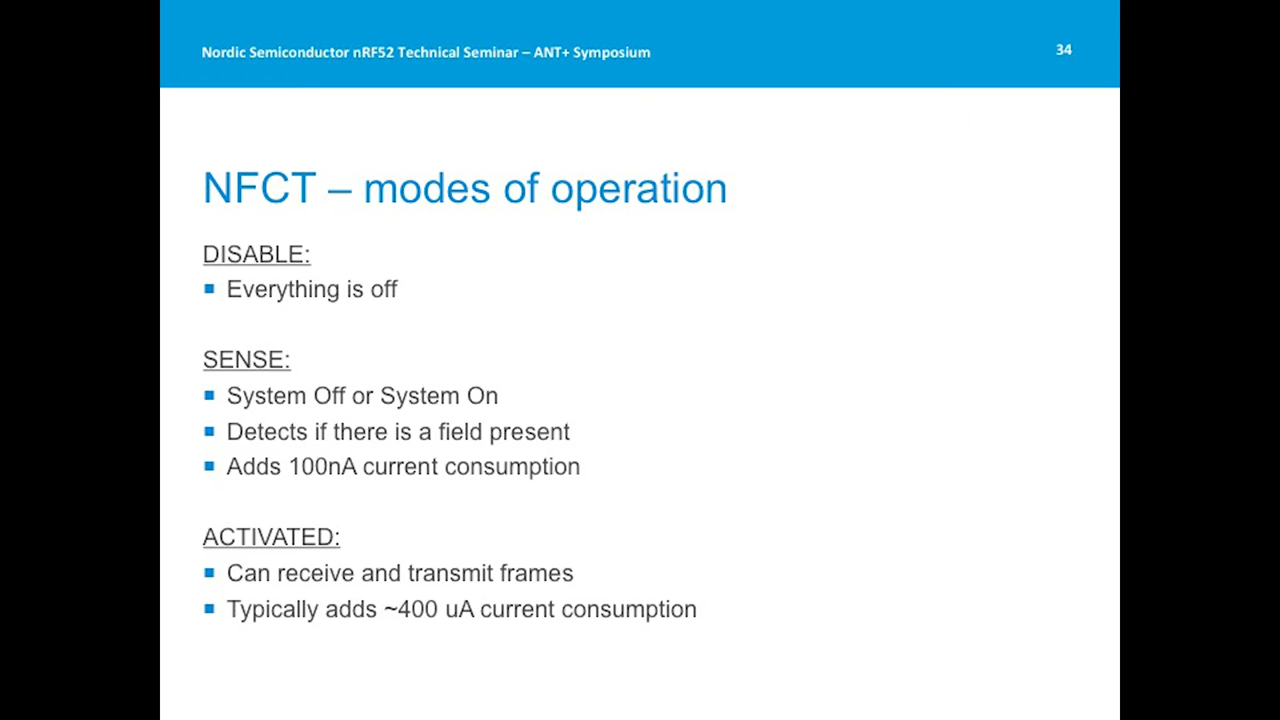 Nordic Semiconductor nRF52 Technical Seminar – ANT+ Symposium
34
NFCT – modes of operation
DISABLE:
▪ Everything is off
SENSE:
▪ System Off or System On
▪ Detects if there is a field present
▪ Adds 100nA current consumption
ACTIVATED:
▪ Can receive and transmit frames
▪ Typically adds ~400 uA current consumption